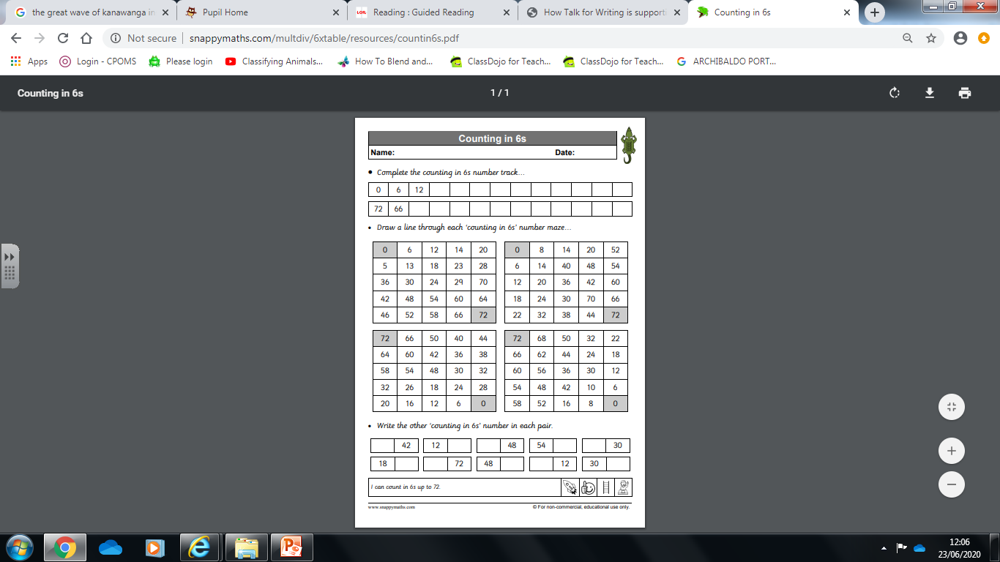 the great wave of kanawanga in
Pupil Home
Reading : Guided Reading
How Talk for Writing is supporti
Counting in 6s
Not secure | snappymaths.com/multdiv/6xtable/resources/countin6s.pdf
Apps
Login - CPOMS
Please login
Classifying Animals...
How To Blend and...
ClassDojo for Teach...
ClassDojo for Teach...
ARCHIBALDO PORT...
Counting in 6s
1 / 1
Counting in 6s
Name: Date:
• Complete the counting in 6s number track...
0 6 12
72 66
• Draw a line through each 'counting in 6s' number maze...
0 6 12 14 20
5 13 18 23 28
36 30 24 29 70
42 48 54 60 64
46 52 58 66 72
0 8 14 20 52
6 14 40 48 54
12 20 36 42 60
18 24 30 70 66
22 32 38 44 72
72 66 50 40 44
64 60 42 36 38
58 54 48 30 32
32 26 18 24 28
20 16 12 6 0
72 68 50 32 22
66 62 44 24 18
60 56 36 30 12
54 48 42 10 6
58 52 16 8 0
• Write the other 'counting in 6s' number in each pair.
42 12 48 54 30
18 72 48 12 30
I can count in 6s up to 72.
www.snappymaths.com © For non-commercial, educational use only.
12:06
23/06/2020